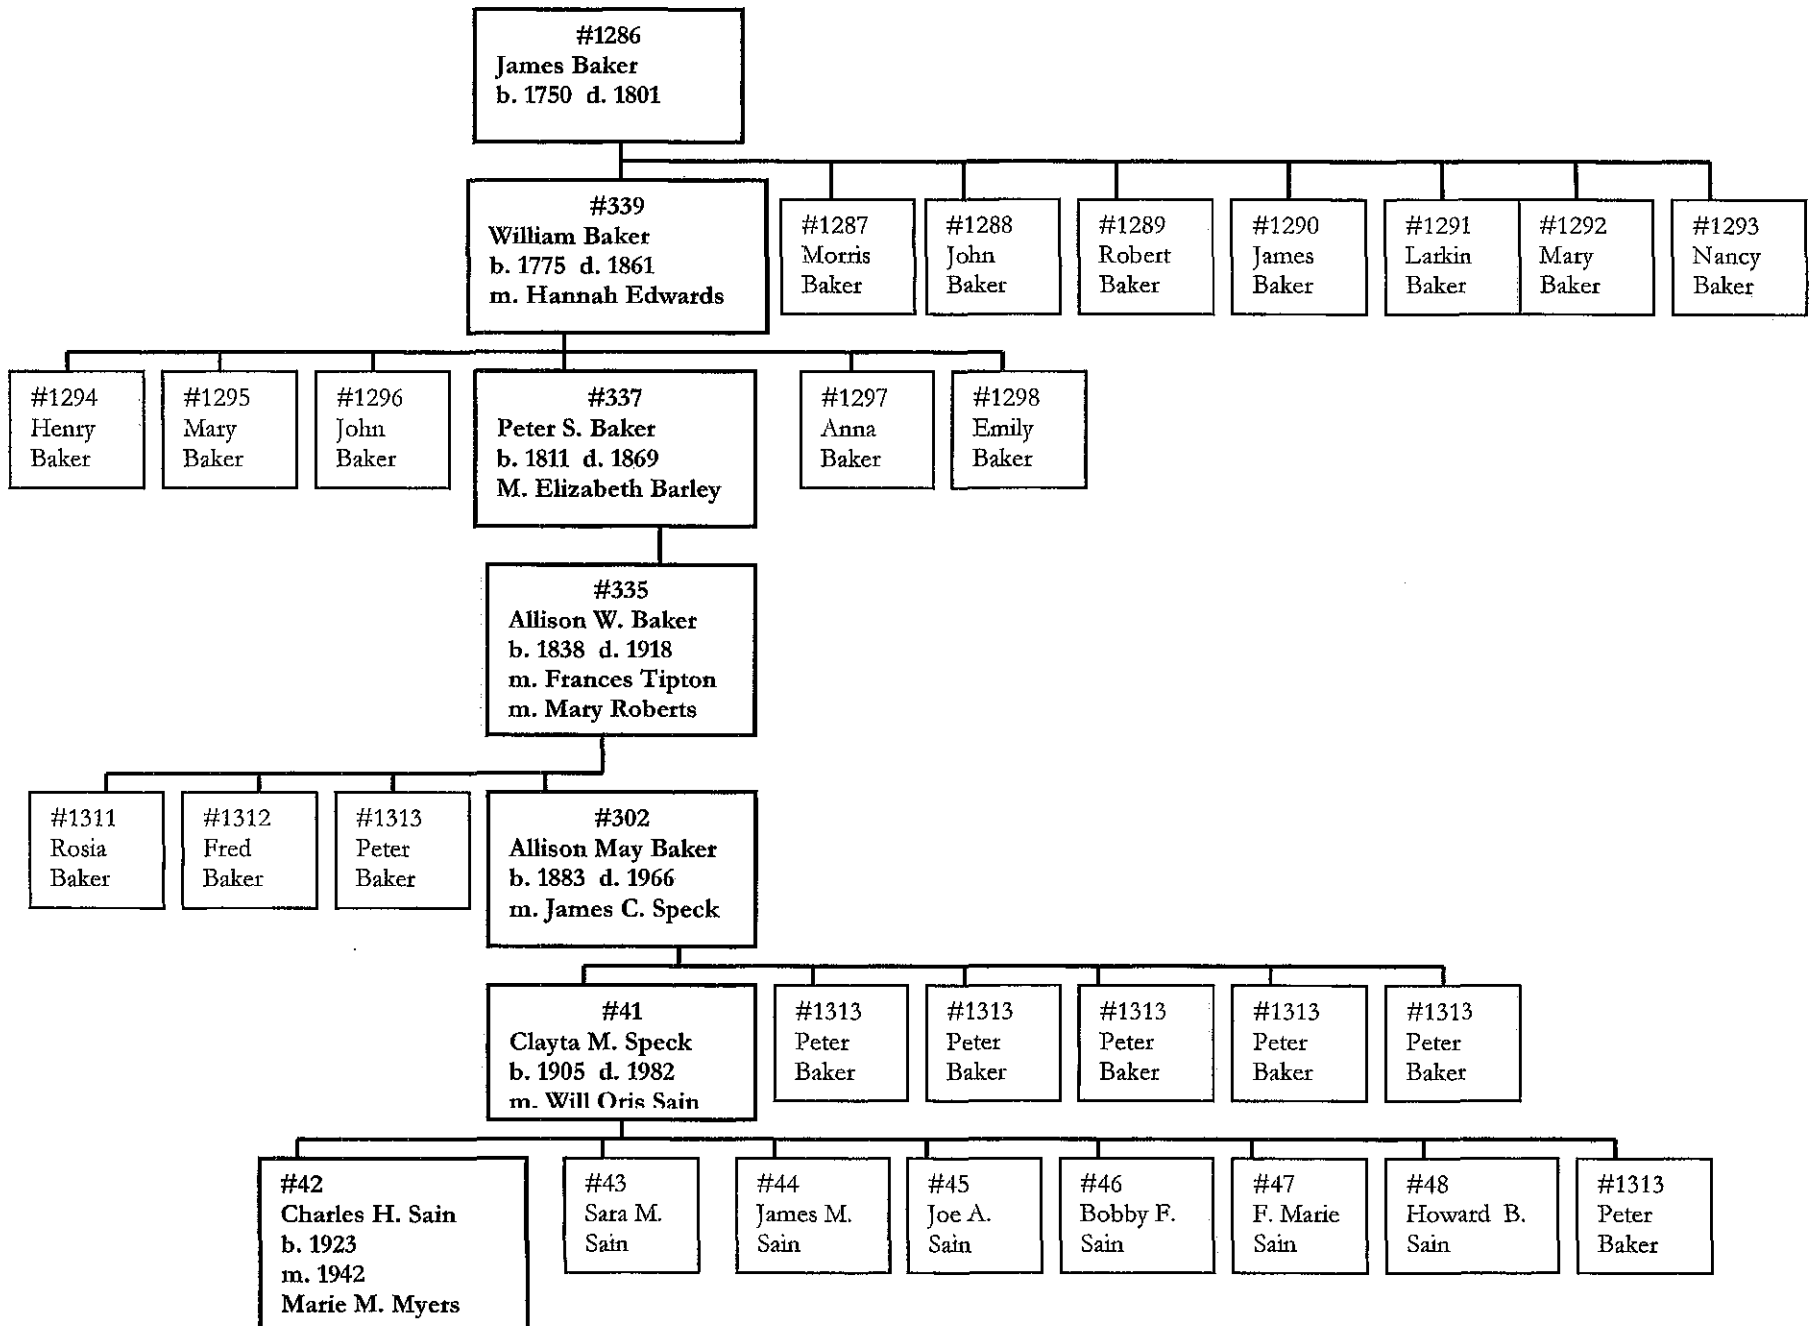 #1286
James Baker
b. 1750 d. 1801
#339
William Baker
b. 1775 d. 1861
m. Hannah Edwards
#1287
Morris
Baker
#1288
John
Baker
#1289
Robert
Baker
#1290
James
Baker
#1291
Larkin
Baker
#1292
Mary
Baker
#1293
Nancy
Baker
#1294
Henry
Baker
#1295
Mary
Baker
#1296
John
Baker
#337
Peter S. Baker
b. 1811 d. 1869
M. Elizabeth Barley
#1297
Anna
Baker
#1298
Emily
Baker
#335
Allison W. Baker
b. 1838 d. 1918
m. Frances Tipton
m. Mary Roberts
#1311
Rosia
Baker
#1312
Fred
Baker
#1313
Peter
Baker
#302
Allison May Baker
b. 1883 d. 1966
m. James C. Speck
#41
Clayta M. Speck
b. 1905 d. 1982
m. Will Oris Sain
#1313
Peter
Baker
#1313
Peter
Baker
#1313
Peter
Baker
#1313
Peter
Baker
#1313
Peter
Baker
#42
Charles H. Sain
b. 1923
m. 1942
Marie M. Myers
#43
Sara M.
Sain
#44
James M.
Sain
#45
Joe A.
Sain
#46
Bobby F.
Sain
#47
F. Marie
Sain
#48
Howard B.
Sain
#1313
Peter
Baker